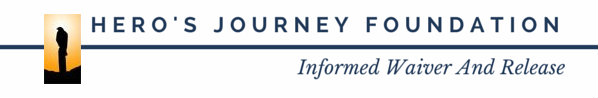 HERO'S JOURNEY FOUNDATION
Informed Waiver And Release